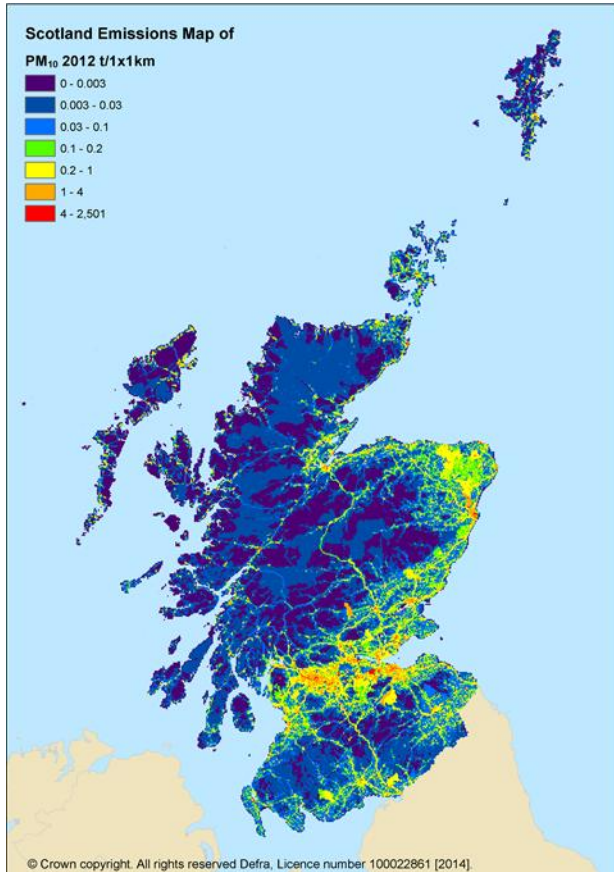 Scotland Emissions Map of
PM₁₀ 2012 t/1x1km
0 - 0.003
0.003 - 0.03
0.03 - 0.1
0.1 - 0.2
0.2 - 1
1 - 4
4 - 2,501
© Crown copyright. All rights reserved Defra, Licence number 100022861 [2014].